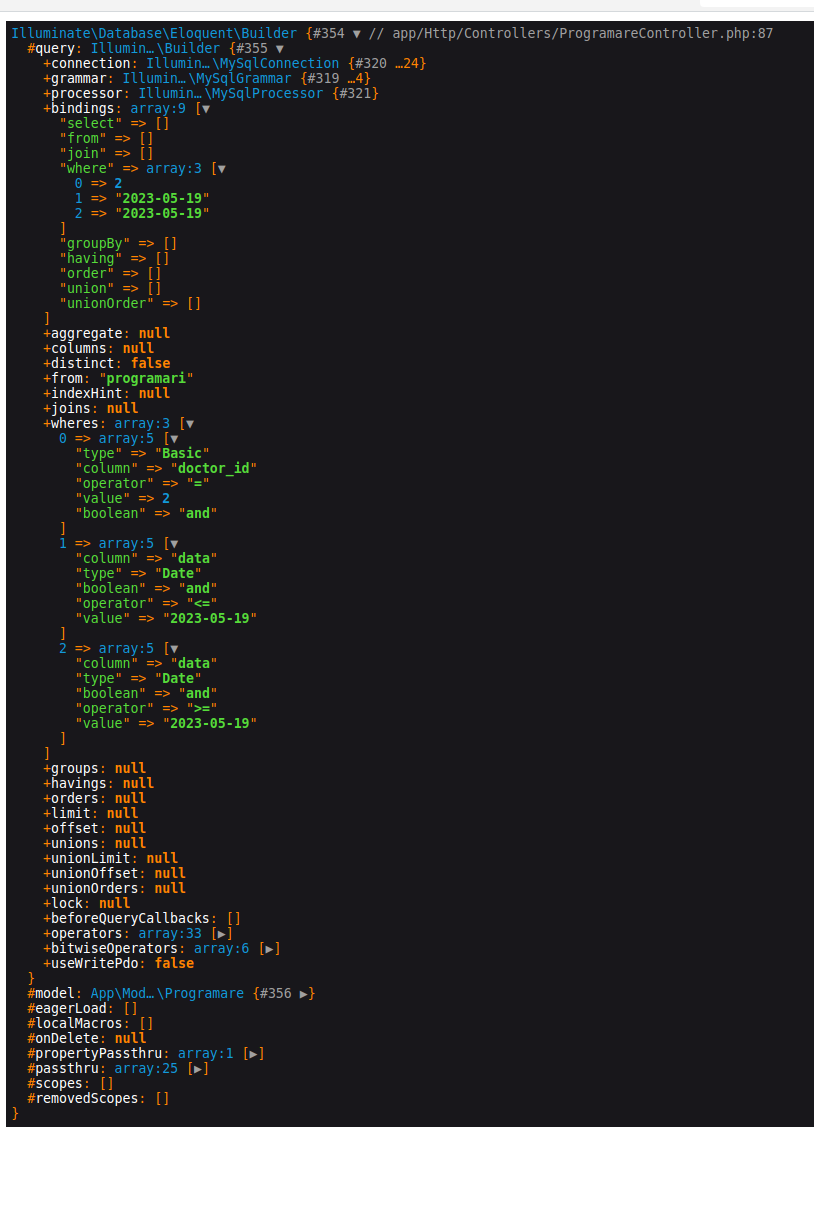 Illuminate\Database\Eloquent\Builder {#354 ▼ // app/Http/Controllers/ProgramareController.php:87
  #query: Illumin…\Builder {#355 ▼
    +connection: Illumin…\MySqlConnection {#320 …24}
    +grammar: Illumin…\MySqlGrammar {#319 …4}
    +processor: Illumin…\MySqlProcessor {#321}
    +bindings: array:9 [▼
      "select" => []
      "from" => []
      "join" => []
      "where" => array:3 [▼
        0 => 2
        1 => "2023-05-19"
        2 => "2023-05-19"
      ]
      "groupBy" => []
      "having" => []
      "order" => []
      "union" => []
      "unionOrder" => []
    ]
    +aggregate: null
    +columns: null
    +distinct: false
    +from: "programari"
    +indexHint: null
    +joins: null
    +wheres: array:3 [▼
      0 => array:5 [▼
        "type" => "Basic"
        "column" => "doctor_id"
        "operator" => "="
        "value" => 2
        "boolean" => "and"
      ]
      1 => array:5 [▼
        "column" => "data"
        "type" => "Date"
        "boolean" => "and"
        "operator" => "<="
        "value" => "2023-05-19"
      ]
      2 => array:5 [▼
        "column" => "data"
        "type" => "Date"
        "boolean" => "and"
        "operator" => ">="
        "value" => "2023-05-19"
      ]
    ]
    +groups: null
    +havings: null
    +orders: null
    +limit: null
    +offset: null
    +unions: null
    +unionLimit: null
    +unionOffset: null
    +unionOrders: null
    +lock: null
    +beforeQueryCallbacks: []
    +operators: array:33 [▶]
    +bitwiseOperators: array:6 [▶]
    +useWritePdo: false
  }
  #model: App\Mod…\Programare {#356 ▶}
  #eagerLoad: []
  #localMacros: []
  #onDelete: null
  #propertyPassthru: array:1 [▶]
  #passthru: array:25 [▶]
  #scopes: []
  #removedScopes: []
}